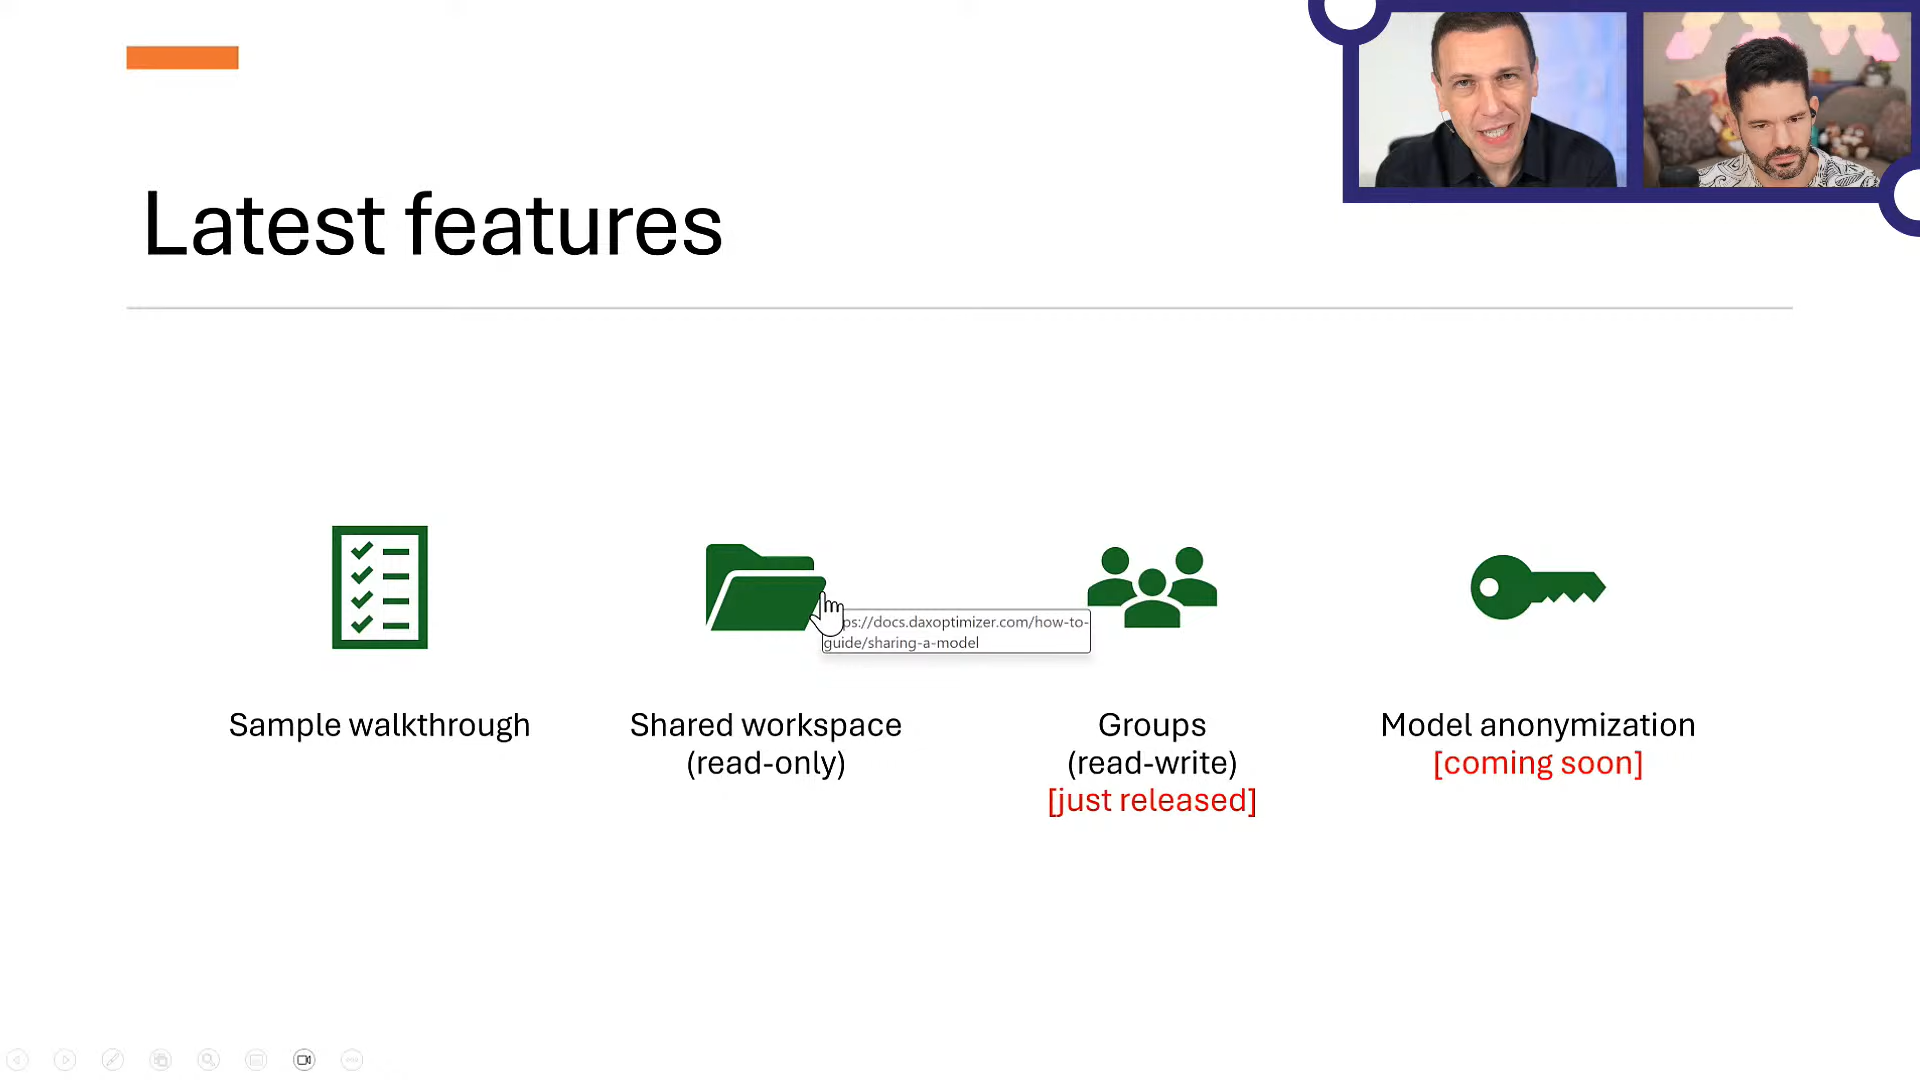 Latest features
ps://docs.daxoptimizer.com/how-to-
guide/sharing-a-model
Sample walkthrough
Shared workspace
(read-only)
Groups
(read-write)
[just released]
Model anonymization
[coming soon]